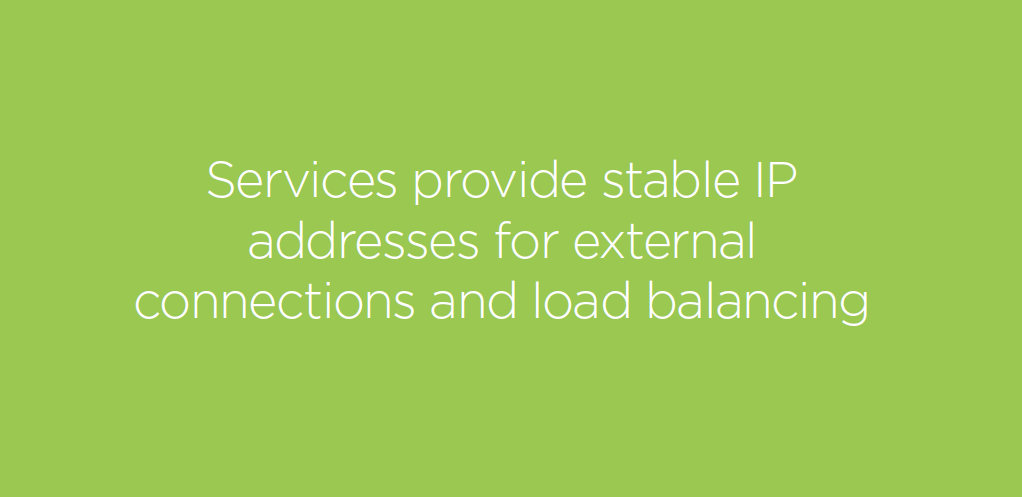 Services provide stable IP
addresses for external
connections and load balancing